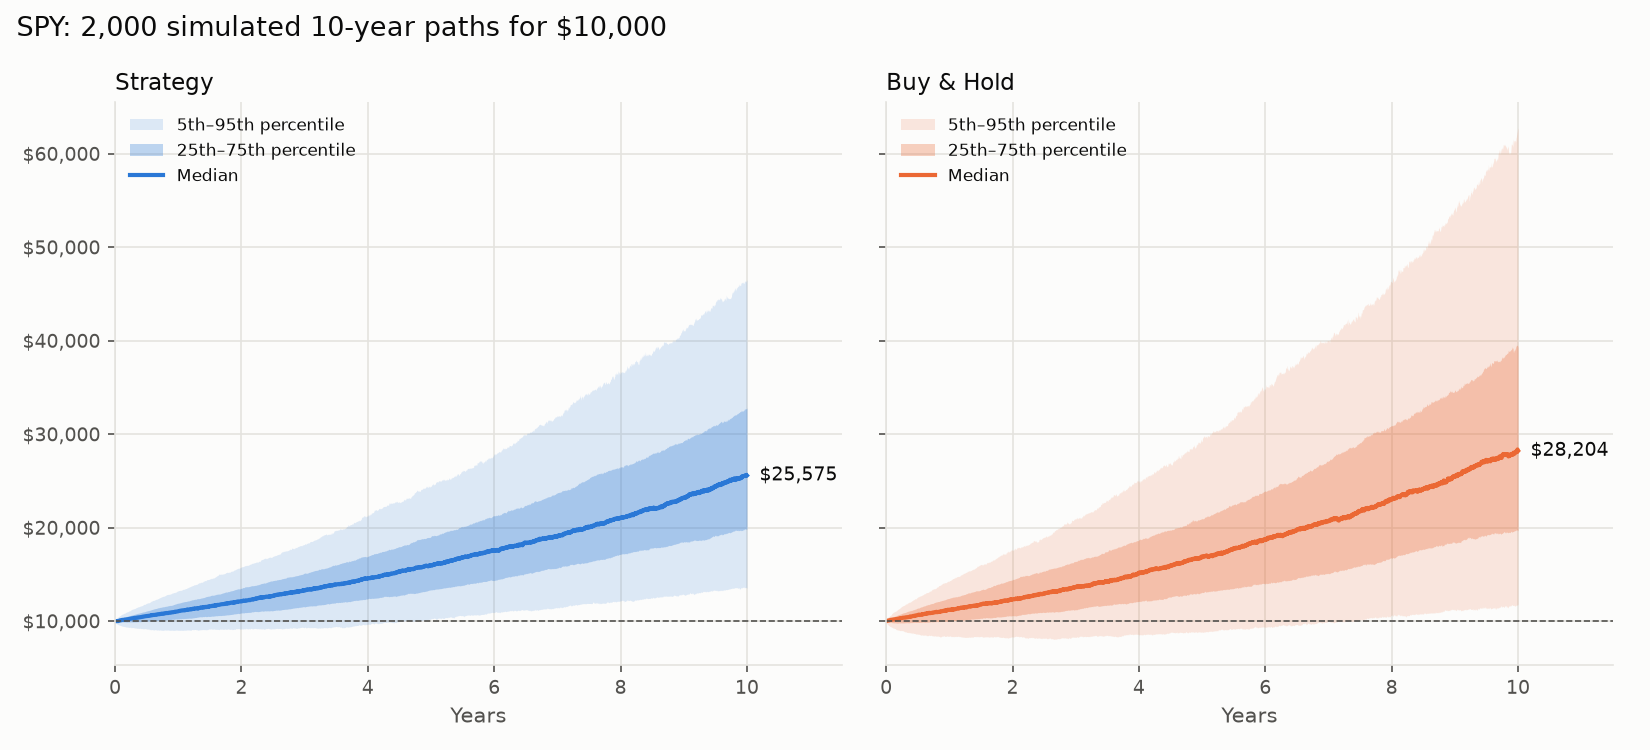 SPY: 2,000 simulated 10-year paths for $10,000
Strategy
5th–95th percentile
25th–75th percentile
Median
$60,000
$50,000
$40,000
$30,000
$20,000
$10,000
$25,575
0 2 4 6 8 10
Years
Buy & Hold
5th–95th percentile
25th–75th percentile
Median
$28,204
0 2 4 6 8 10
Years